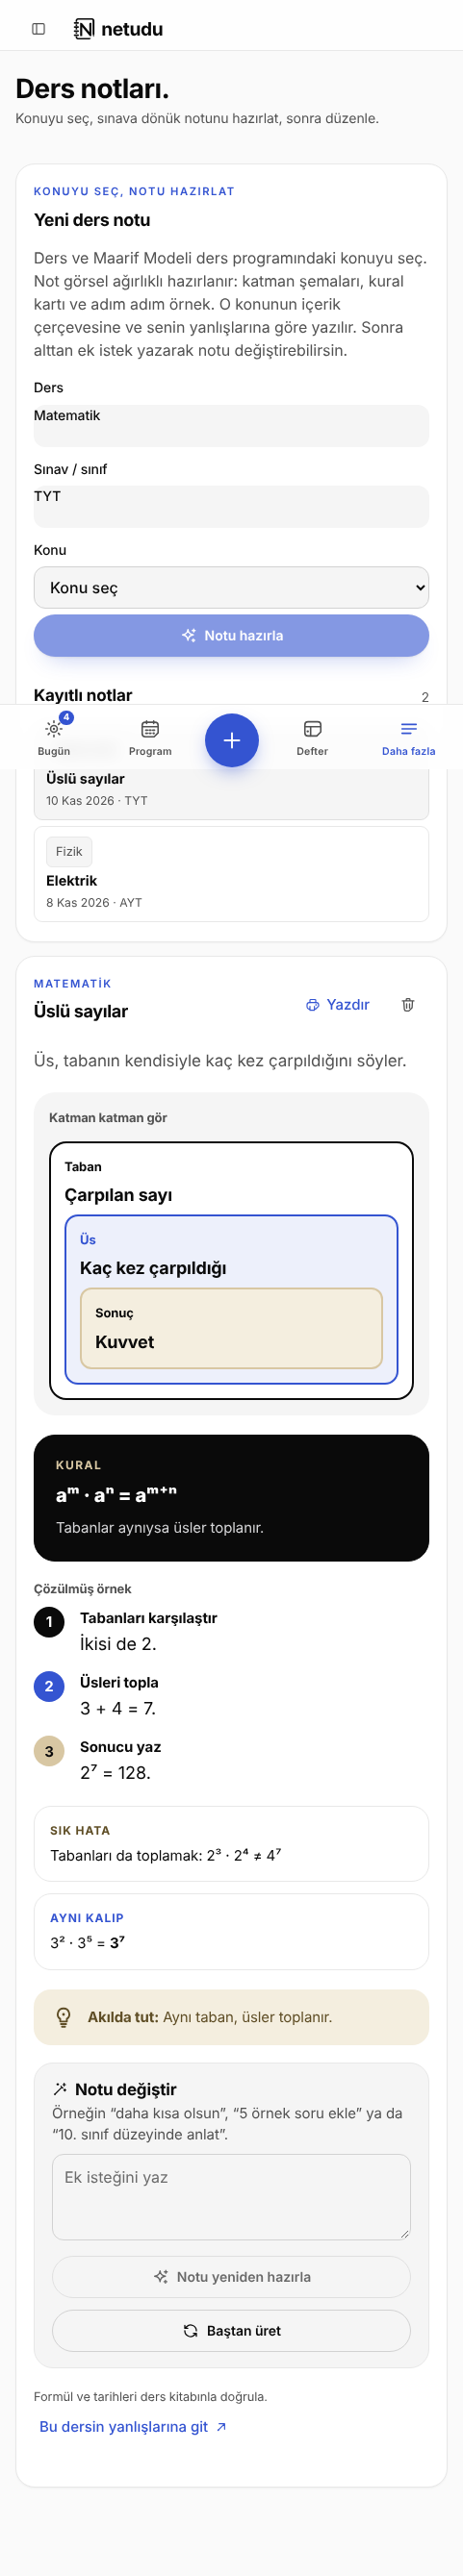 netudu
Ders notları.
Konuyu seç, sınava dönük notunu hazırlat, sonra düzenle.
KONUYU SEÇ, NOTU HAZIRLAT
Yeni ders notu
Ders ve Maarif Modeli ders programındaki konuyu seç.
Not görsel ağırlıklı hazırlanır: katman şemaları, kural
kartı ve adım adım örnek. O konunun içerik
çerçevesine ve senin yanlışlarına göre yazılır. Sonra
alttan ek istek yazarak notu değiştirebilirsin.
Ders
Matematik
Sınav / sınıf
TYT
Konu
Konu seç
Notu hazırla
Kayıtlı notlar
2
4
Bugün
Program
Defter
Daha fazla
Üslü sayılar
10 Kas 2026 · TYT
Fizik
Elektrik
8 Kas 2026 · AYT
MATEMATİK
Üslü sayılar
Yazdır
Üs, tabanın kendisiyle kaç kez çarpıldığını söyler.
Katman katman gör
Taban
Çarpılan sayı
Üs
Kaç kez çarpıldığı
Sonuç
Kuvvet
KURAL
aᵐ · aⁿ = aᵐ⁺ⁿ
Tabanlar aynıysa üsler toplanır.
Çözülmüş örnek
1
Tabanları karşılaştır
İkisi de 2.
2
Üsleri topla
3 + 4 = 7.
3
Sonucu yaz
2⁷ = 128.
SIK HATA
Tabanları da toplamak: 2³ · 2⁴ ≠ 4⁷
AYNI KALIP
3² · 3⁵ = 3⁷
Akılda tut: Aynı taban, üsler toplanır.
Notu değiştir
Örneğin “daha kısa olsun”, “5 örnek soru ekle” ya da
“10. sınıf düzeyinde anlat”.
Ek isteğini yaz
Notu yeniden hazırla
Baştan üret
Formül ve tarihleri ders kitabınla doğrula.
Bu dersin yanlışlarına git